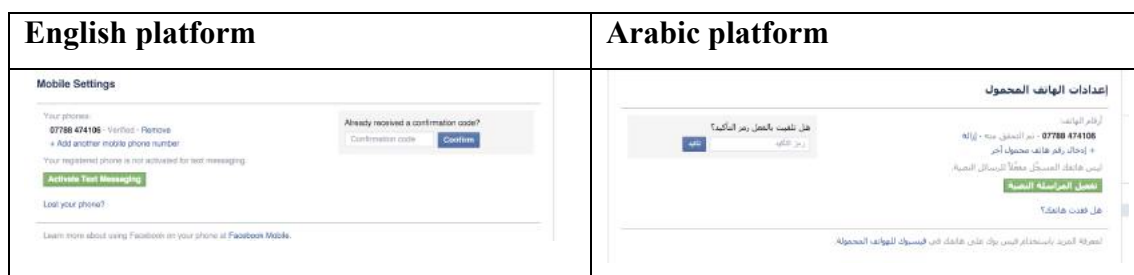 English platform
Arabic platform
Mobile Settings
Your phones:
07788 474106 · Verified · Remove
+ Add another mobile phone number
Your registered phone is not activated for text messaging.
Activate Text Messaging
Lost your phone?
Already received a confirmation code?
Confirmation code Confirm
Learn more about using Facebook on your phone at Facebook Mobile.
إعدادات الهاتف المحمول
أرقام الهاتف:
07788 474106 · تم التحقق منه · إزالة
+ إدخال رقم هاتف محمول آخر
ليس هاتفك المسجّل مفعّلاً للرسائل النصية.
تفعيل المراسلة النصية
هل فقدت هاتفك؟
هل تلقيت بالفعل رمز التأكيد؟
رمز التأكيد تأكيد
لمعرفة المزيد باستخدام فيس بوك على هاتفك في فيسبوك للهواتف المحمولة.